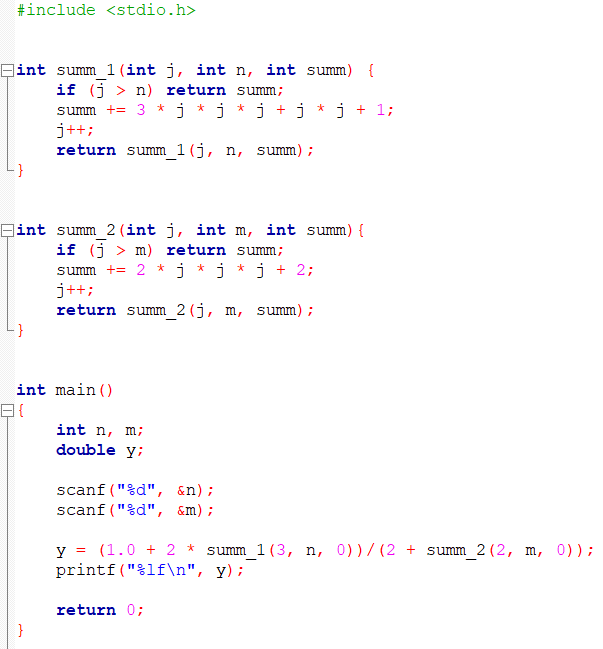 #include <stdio.h>
int summ_1(int j, int n, int summ) {
if (j > n) return summ;
summ += 3 * j * j * j + j * j + 1;
j++;
return summ_1(j, n, summ);
}
int summ_2(int j, int m, int summ){
if (j > m) return summ;
summ += 2 * j * j * j + 2;
j++;
return summ_2(j, m, summ);
}
int main()
{
int n, m;
double y;
scanf("%d", &n);
scanf("%d", &m);
y = (1.0 + 2 * summ_1(3, n, 0))/(2 + summ_2(2, m, 0));
printf("%lf\n", y);
return 0;
}